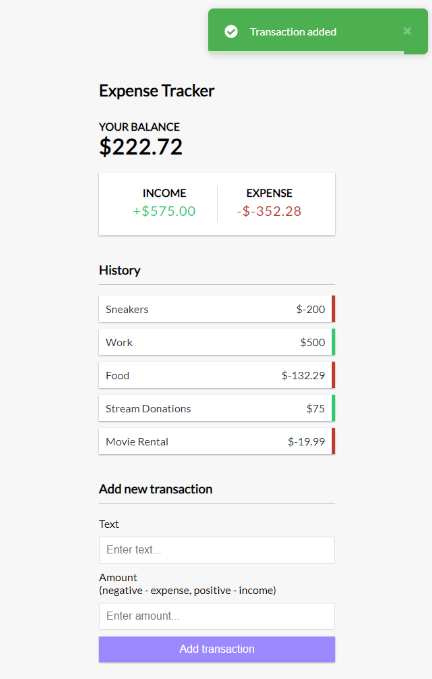 Transaction added
×
Expense Tracker
YOUR BALANCE
$222.72
INCOME
EXPENSE
+$575.00
-$-352.28
History
Sneakers $-200
Work $500
Food $-132.29
Stream Donations $75
Movie Rental $-19.99
Add new transaction
Text
Enter text...
Amount
(negative - expense, positive - income)
Enter amount...
Add transaction